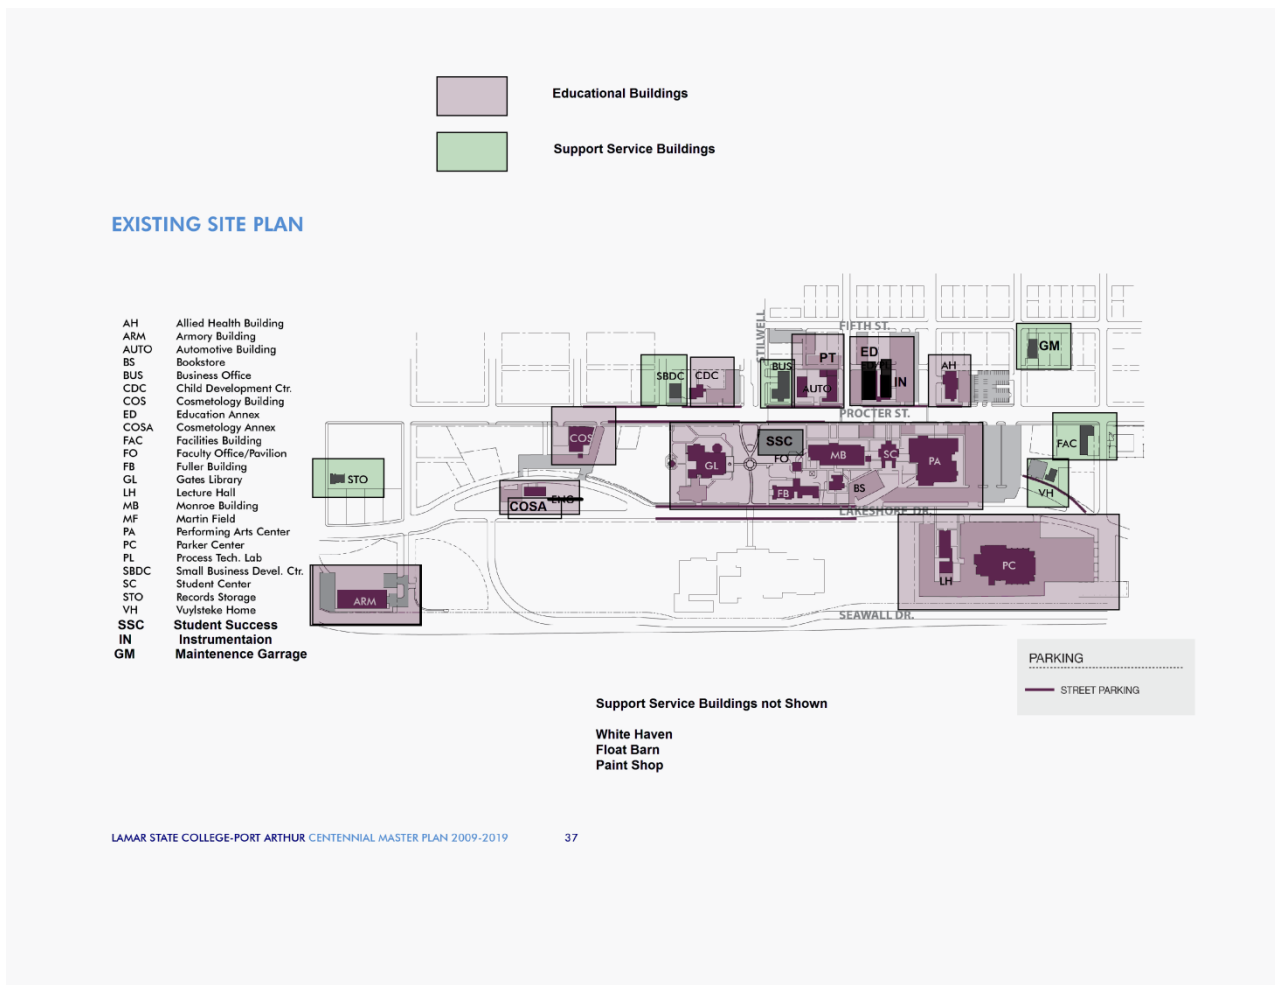 Educational Buildings
Support Service Buildings
EXISTING SITE PLAN
AH Allied Health Building
ARM Armory Building
AUTO Automotive Building
BS Bookstore
BUS Business Office
CDC Child Development Ctr.
COS Cosmetology Building
ED Education Annex
COSA Cosmetology Annex
FAC Facilities Building
FO Faculty Office/Pavilion
FB Fuller Building
GL Gates Library
LH Lecture Hall
MB Monroe Building
MF Martin Field
PA Performing Arts Center
PC Parker Center
PL Process Tech. Lab
SBDC Small Business Devel. Ctr.
SC Student Center
STO Records Storage
VH Vuylsteke Home
SSC Student Success
IN Instrumentaion
GM Maintenence Garrage
STILWELL
FIFTH ST.
GM
PT
ED
SBDC
CDC
BUS
AUTO
IN
AH
PROCTER ST.
COS
SSC
FO
MB
SC
PA
FAC
GL
STO
FB
BS
VH
COSA
LAKESHORE DR.
LH
PC
ARM
SEAWALL DR.
PARKING
STREET PARKING
Support Service Buildings not Shown
White Haven
Float Barn
Paint Shop
LAMAR STATE COLLEGE-PORT ARTHUR CENTENNIAL MASTER PLAN 2009-2019 37